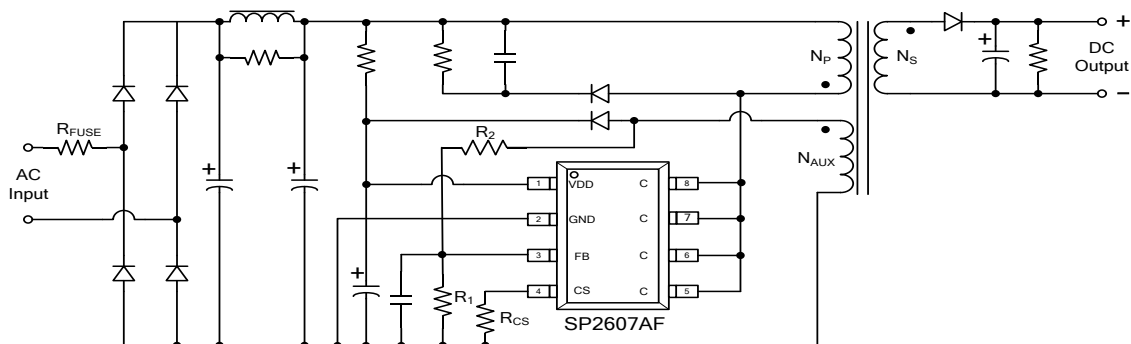 +
DC
Output
−
N_P
N_S
R_FUSE
R_2
N_AUX
AC
Input
+
+
+
+
1 VDD C 8
2 GND C 7
3 FB C 6
4 CS C 5
R_1
R_CS
SP2607AF